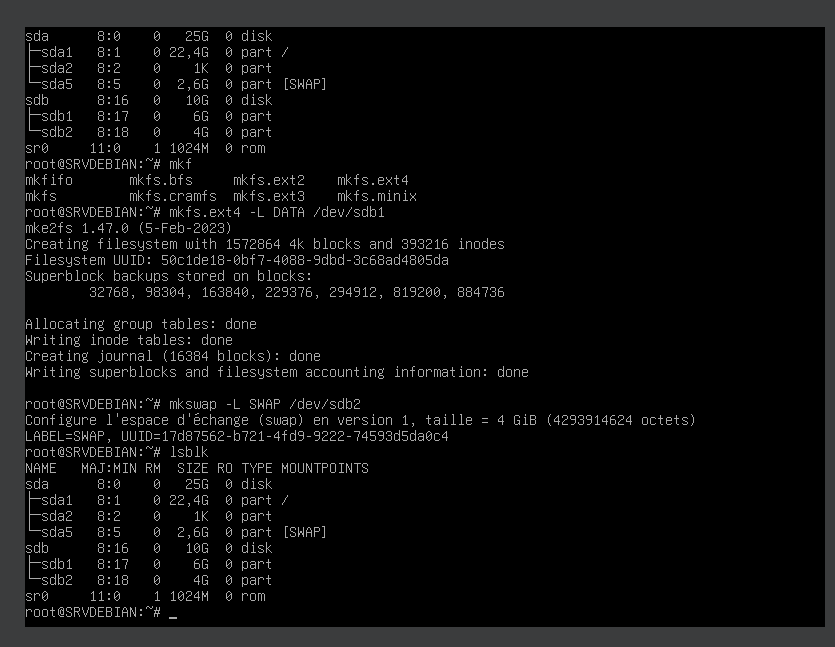 sda      8:0    0   25G  0 disk
├─sda1   8:1    0 22,4G  0 part /
├─sda2   8:2    0    1K  0 part
└─sda5   8:5    0  2,6G  0 part [SWAP]
sdb      8:16   0   10G  0 disk
├─sdb1   8:17   0    6G  0 part
└─sdb2   8:18   0    4G  0 part
sr0     11:0    1 1024M  0 rom
root@SRVDEBIAN:~# mkf
mkfifo       mkfs.bfs     mkfs.ext2    mkfs.ext4
mkfs         mkfs.cramfs  mkfs.ext3    mkfs.minix
root@SRVDEBIAN:~# mkfs.ext4 -L DATA /dev/sdb1
mke2fs 1.47.0 (5-Feb-2023)
Creating filesystem with 1572864 4k blocks and 393216 inodes
Filesystem UUID: 50c1de18-0bf7-4088-9dbd-3c68ad4805da
Superblock backups stored on blocks:
        32768, 98304, 163840, 229376, 294912, 819200, 884736
Allocating group tables: done
Writing inode tables: done
Creating journal (16384 blocks): done
Writing superblocks and filesystem accounting information: done
root@SRVDEBIAN:~# mkswap -L SWAP /dev/sdb2
Configure l'espace d'échange (swap) en version 1, taille = 4 GiB (4293914624 octets)
LABEL=SWAP, UUID=17d87562-b721-4fd9-9222-74593d5da0c4
root@SRVDEBIAN:~# lsblk
NAME   MAJ:MIN RM  SIZE RO TYPE MOUNTPOINTS
sda      8:0    0   25G  0 disk
├─sda1   8:1    0 22,4G  0 part /
├─sda2   8:2    0    1K  0 part
└─sda5   8:5    0  2,6G  0 part [SWAP]
sdb      8:16   0   10G  0 disk
├─sdb1   8:17   0    6G  0 part
└─sdb2   8:18   0    4G  0 part
sr0     11:0    1 1024M  0 rom
root@SRVDEBIAN:~# _